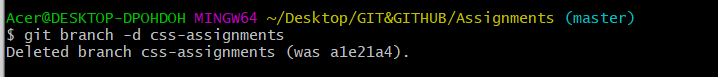 Acer@DESKTOP-DPOHDOH MINGW64 ~/Desktop/GIT&GITHUB/Assignments (master)
$ git branch -d css-assignments
Deleted branch css-assignments (was a1e21a4).